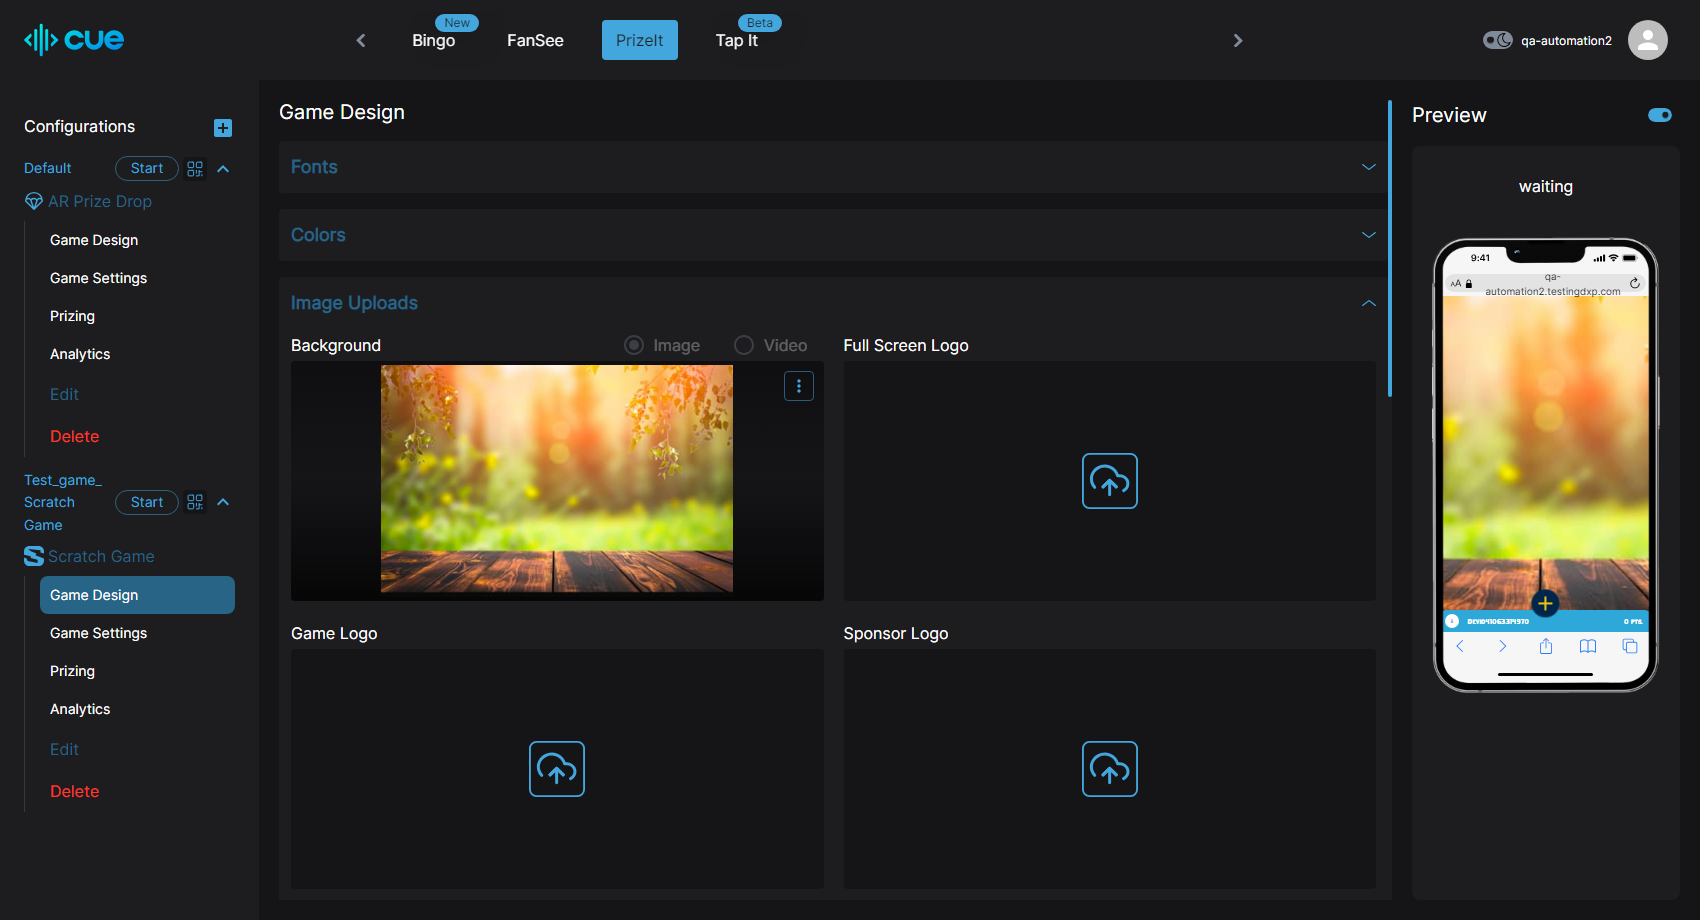 cue
New
Bingo
FanSee
PrizeIt
Beta
Tap It
qa-automation2
Configurations
Default
Start
AR Prize Drop
Game Design
Game Settings
Prizing
Analytics
Edit
Delete
Test_game_
Scratch
Game
Start
Scratch Game
Game Design
Game Settings
Prizing
Analytics
Edit
Delete
Game Design
Fonts
Colors
Image Uploads
Background
Image
Video
Full Screen Logo
Game Logo
Sponsor Logo
Preview
waiting
9:41
AA
qa-
automation2.testingdxp.com
0 PTS.